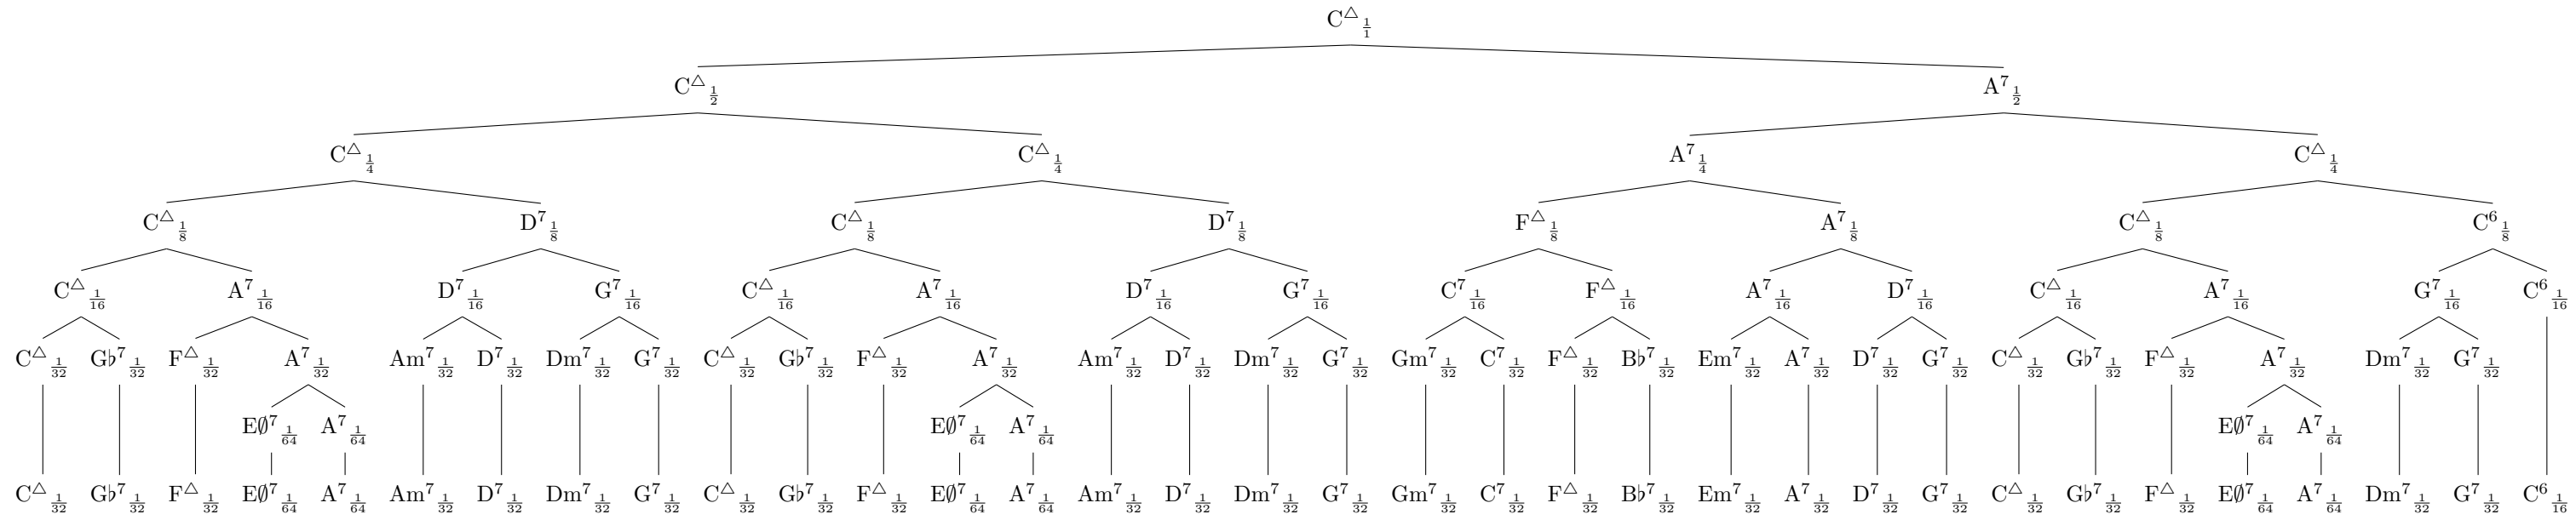 C△ 1/1
C△ 1/2 A7 1/2
C△ 1/4 C△ 1/4 A7 1/4 C△ 1/4
C△ 1/8 D7 1/8 C△ 1/8 D7 1/8 F△ 1/8 A7 1/8 C△ 1/8 C6 1/8
C△ 1/16 A7 1/16 D7 1/16 G7 1/16 C△ 1/16 A7 1/16 D7 1/16 G7 1/16 C7 1/16 F△ 1/16 A7 1/16 D7 1/16 C△ 1/16 A7 1/16 G7 1/16 C6 1/16
C△ 1/32 G♭7 1/32 F△ 1/32 A7 1/32 Am7 1/32 D7 1/32 Dm7 1/32 G7 1/32 C△ 1/32 G♭7 1/32 F△ 1/32 A7 1/32 Am7 1/32 D7 1/32 Dm7 1/32 G7 1/32 Gm7 1/32 C7 1/32 F△ 1/32 B♭7 1/32 Em7 1/32 A7 1/32 D7 1/32 G7 1/32 C△ 1/32 G♭7 1/32 F△ 1/32 A7 1/32 Dm7 1/32 G7 1/32
E∅7 1/64 A7 1/64 E∅7 1/64 A7 1/64 E∅7 1/64 A7 1/64
C△ 1/32 G♭7 1/32 F△ 1/32 E∅7 1/64 A7 1/64 Am7 1/32 D7 1/32 Dm7 1/32 G7 1/32 C△ 1/32 G♭7 1/32 F△ 1/32 E∅7 1/64 A7 1/64 Am7 1/32 D7 1/32 Dm7 1/32 G7 1/32 Gm7 1/32 C7 1/32 F△ 1/32 B♭7 1/32 Em7 1/32 A7 1/32 D7 1/32 G7 1/32 C△ 1/32 G♭7 1/32 F△ 1/32 E∅7 1/64 A7 1/64 Dm7 1/32 G7 1/32 C6 1/16